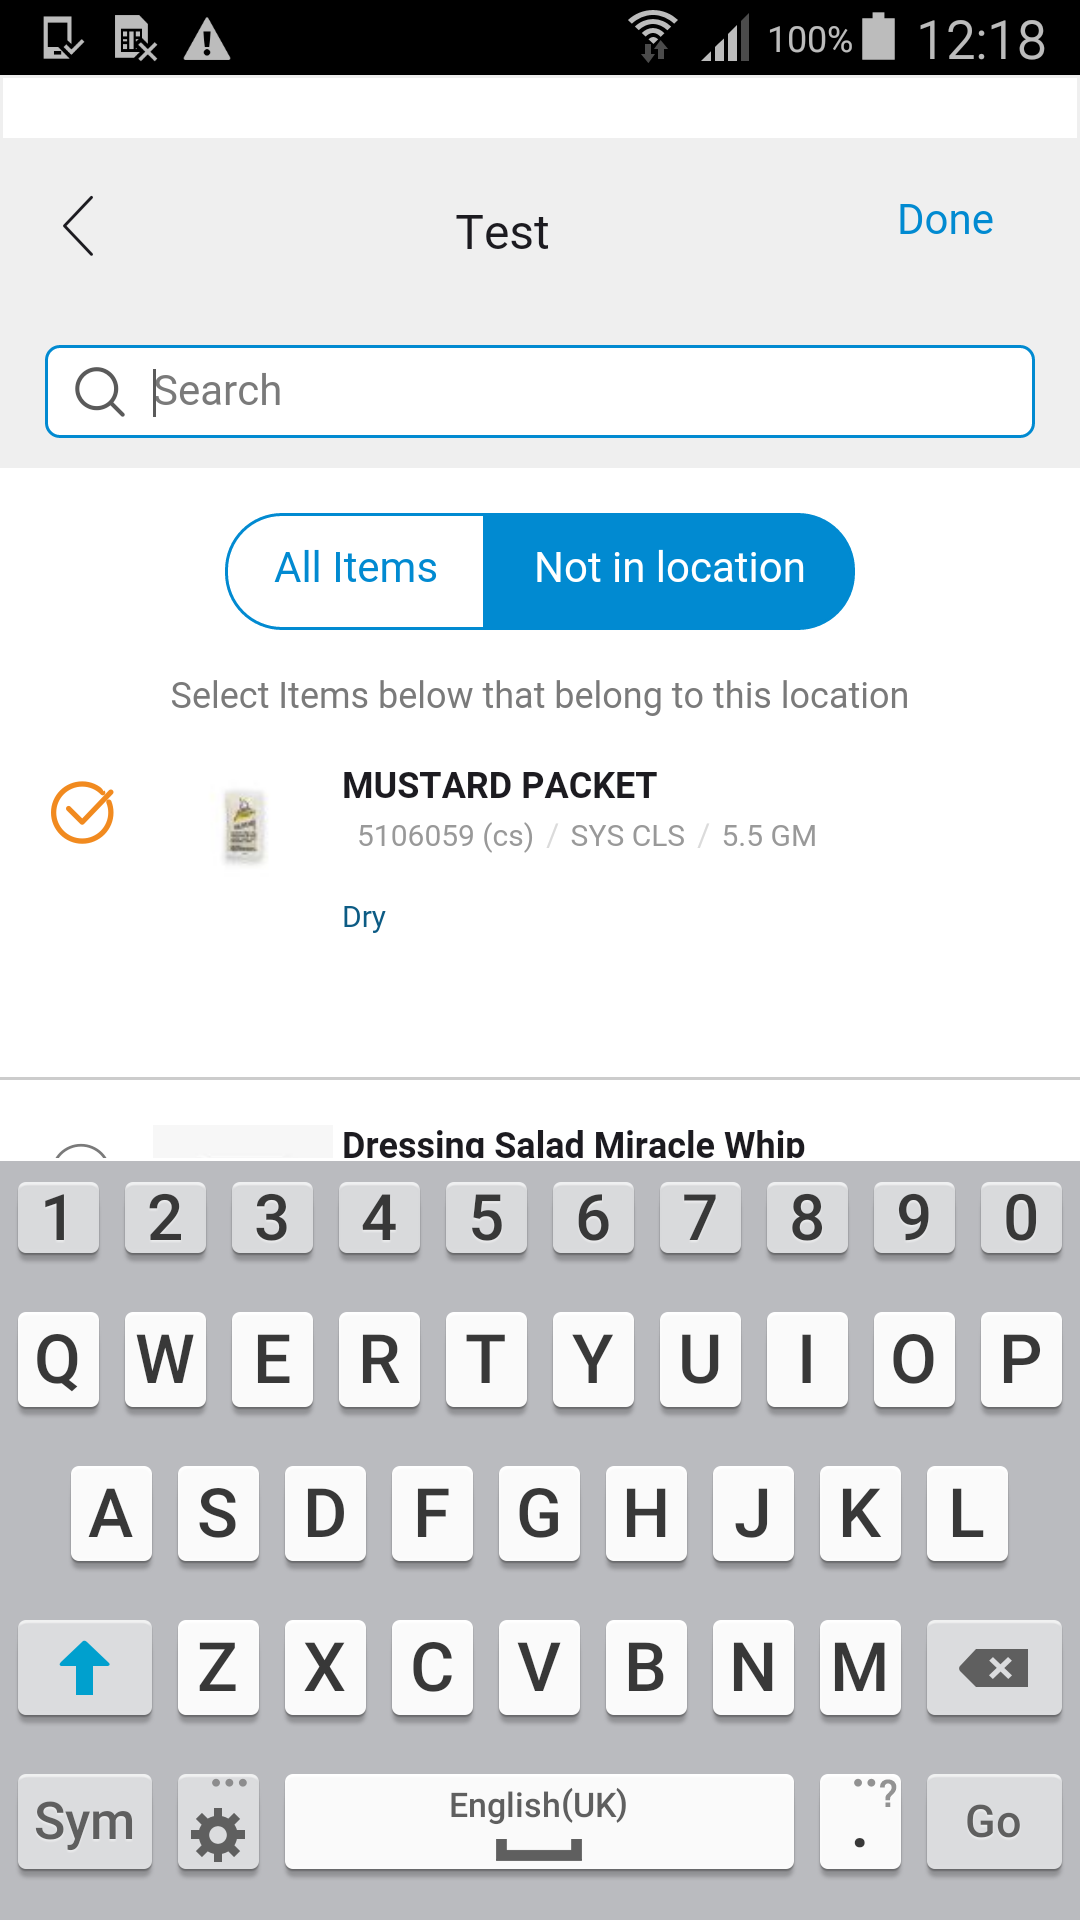 100% 12:18
Test
Done
Search
All Items
Not in location
Select Items below that belong to this location
MUSTARD PACKET
5106059 (cs) / SYS CLS / 5.5 GM
Dry
Dressing Salad Miracle Whip
1 2 3 4 5 6 7 8 9 0
Q W E R T Y U I O P
A S D F G H J K L
Z X C V B N M
Sym English(UK) . ? Go